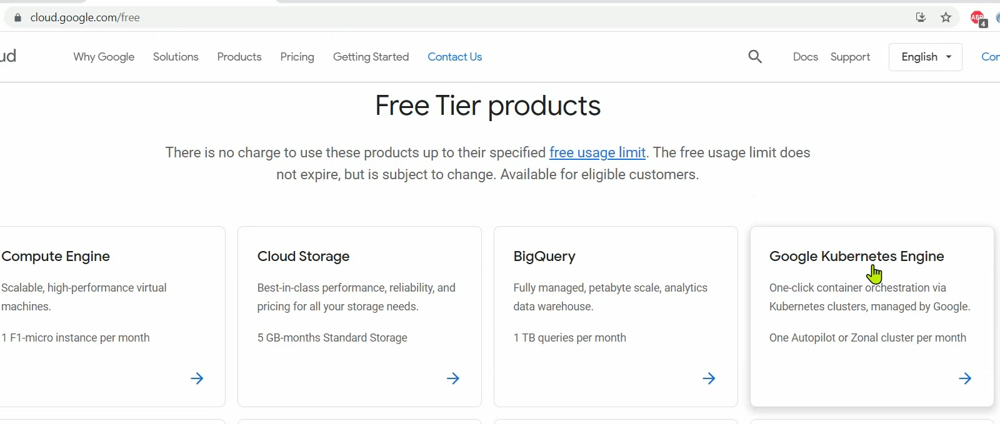 cloud.google.com/free
ABP
4
ud
Why Google
Solutions
Products
Pricing
Getting Started
Contact Us
Docs
Support
English
Con
Free Tier products
There is no charge to use these products up to their specified free usage limit. The free usage limit does
not expire, but is subject to change. Available for eligible customers.
Compute Engine
Scalable, high-performance virtual
machines.
1 F1-micro instance per month
Cloud Storage
Best-in-class performance, reliability, and
pricing for all your storage needs.
5 GB-months Standard Storage
BigQuery
Fully managed, petabyte scale, analytics
data warehouse.
1 TB queries per month
Google Kubernetes Engine
One-click container orchestration via
Kubernetes clusters, managed by Google.
One Autopilot or Zonal cluster per month